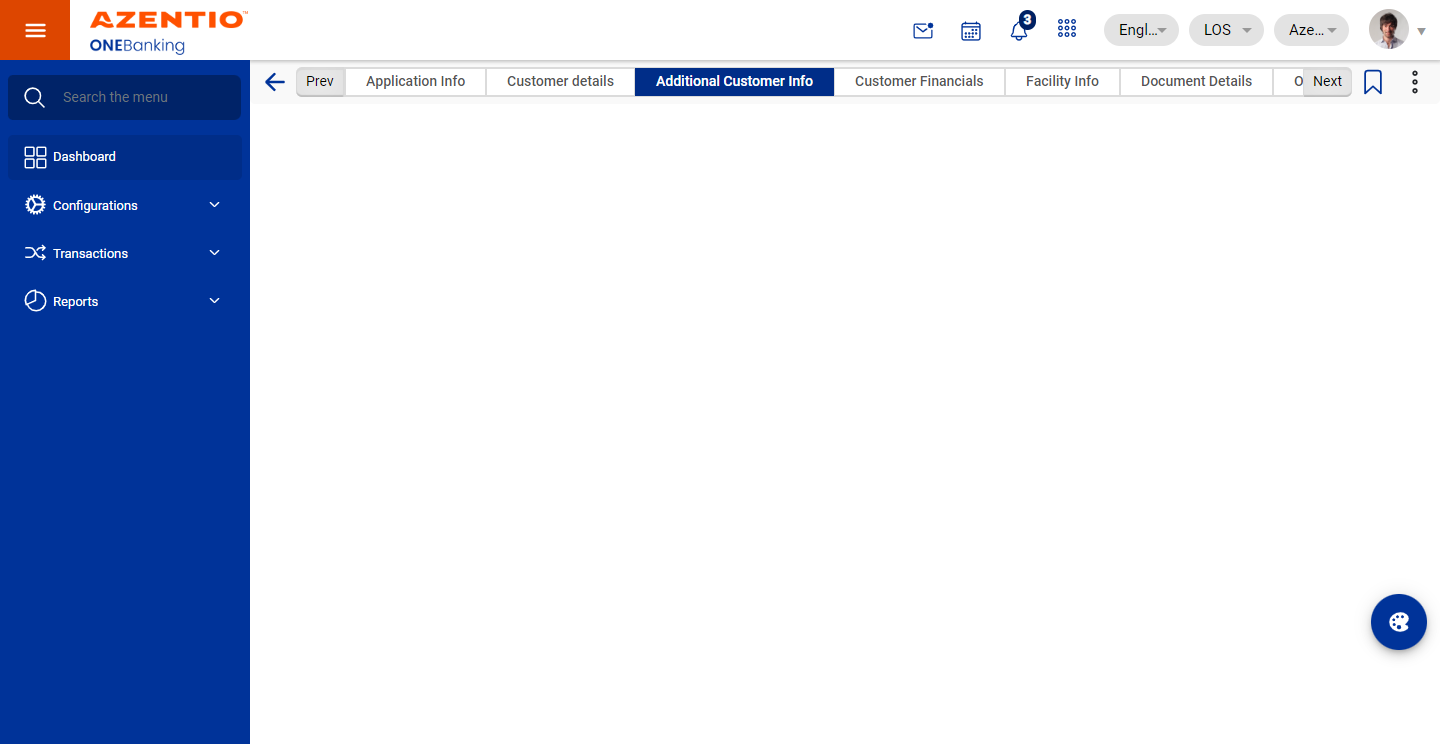 AZENTIO™
ONEBanking
3
Engl...
LOS
Aze...
Search the menu
Dashboard
Configurations
Transactions
Reports
Prev
Application Info
Customer details
Additional Customer Info
Customer Financials
Facility Info
Document Details
O
Next